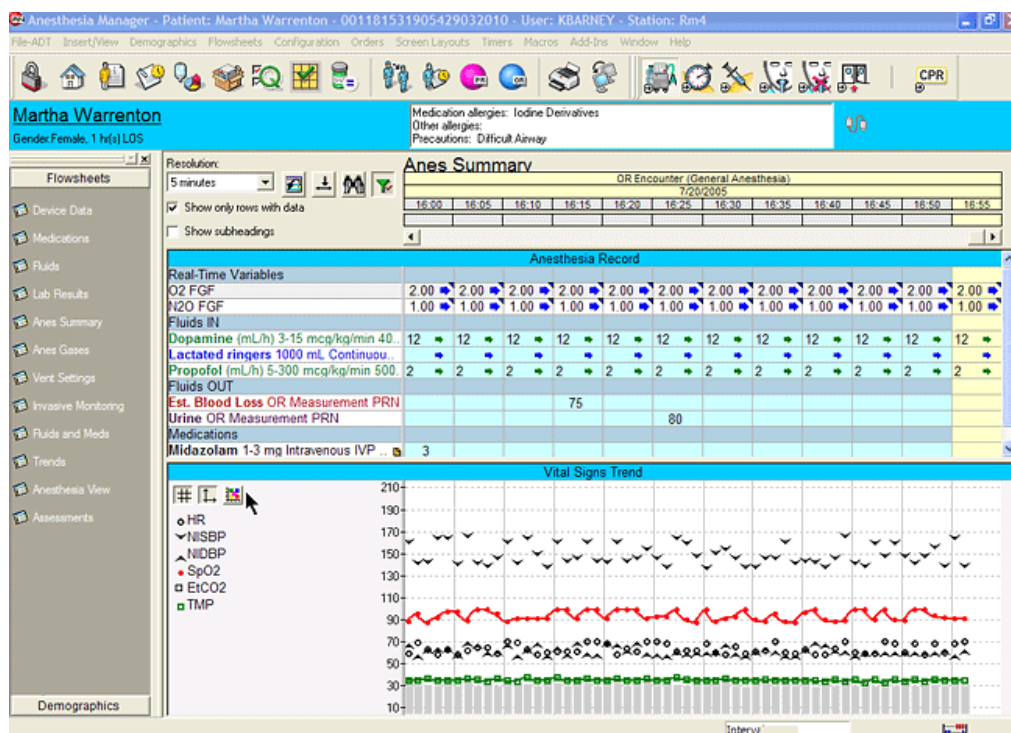 Anesthesia Manager - Patient: Martha Warrenton - 001181531905429032010 - User: KBARNEY - Station: Rm4
File-ADT Insert/View Demographics Flowsheets Configuration Orders Screen Layouts Timers Macros Add-Ins Window Help
CPR
Martha Warrenton
Gender:Female, 1 hr(s) LOS
Medication allergies: Iodine Derivatives
Other allergies:
Precautions: Difficult Airway
Flowsheets
Device Data
Medications
Fluids
Lab Results
Anes Summary
Anes Gases
Vent Settings
Invasive Monitoring
Fluids and Meds
Trends
Anesthesia View
Assessments
Demographics
Resolution:
5 minutes
Show only rows with data
Show subheadings
Anes Summary
OR Encounter (General Anesthesia)
7/20/2005
16:00 16:05 16:10 16:15 16:20 16:25 16:30 16:35 16:40 16:45 16:50 16:55
Anesthesia Record
Real-Time Variables
O2 FGF 2.00 2.00 2.00 2.00 2.00 2.00 2.00 2.00 2.00 2.00 2.00 2.00
N2O FGF 1.00 1.00 1.00 1.00 1.00 1.00 1.00 1.00 1.00 1.00 1.00 1.00
Fluids IN
Dopamine (mL/h) 3-15 mcg/kg/min 40.. 12 12 12 12 12 12 12 12 12 12 12 12
Lactated ringers 1000 mL Continuou..
Propofol (mL/h) 5-300 mcg/kg/min 500. 2 2 2 2 2 2 2 2 2 2 2 2
Fluids OUT
Est. Blood Loss OR Measurement PRN 75
Urine OR Measurement PRN 80
Medications
Midazolam 1-3 mg Intravenous IVP .. 3
Vital Signs Trend
HR
NISBP
NIDBP
SpO2
EtCO2
TMP
210
190
170
150
130
110
90
70
50
30
10